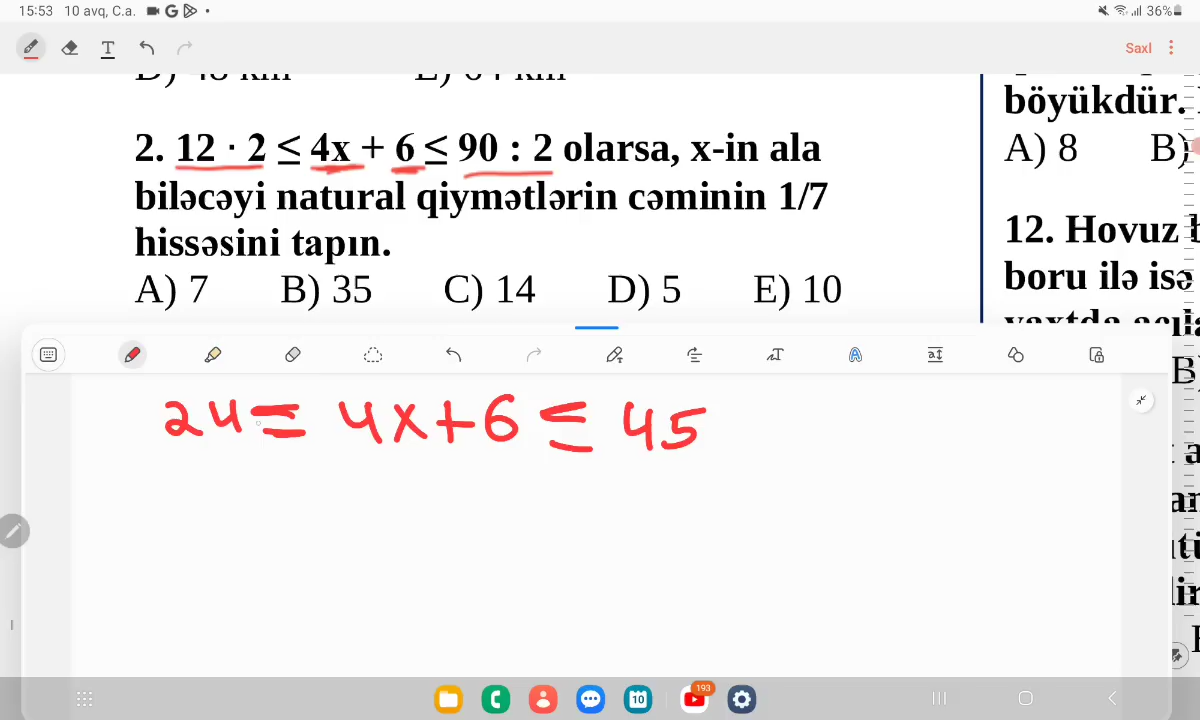 15:53 10 avq, C.a. G 36%
T Saxl
2. 12 · 2 ≤ 4x + 6 ≤ 90 : 2 olarsa, x-in ala
biləcəyi natural qiymətlərin cəminin 1/7
hissəsini tapın.
A) 7 B) 35 C) 14 D) 5 E) 10
böyükdür.
A) 8 B)
12. Hovuz b
boru ilə isə
24 ≤ 4x+6 ≤ 45
10
193